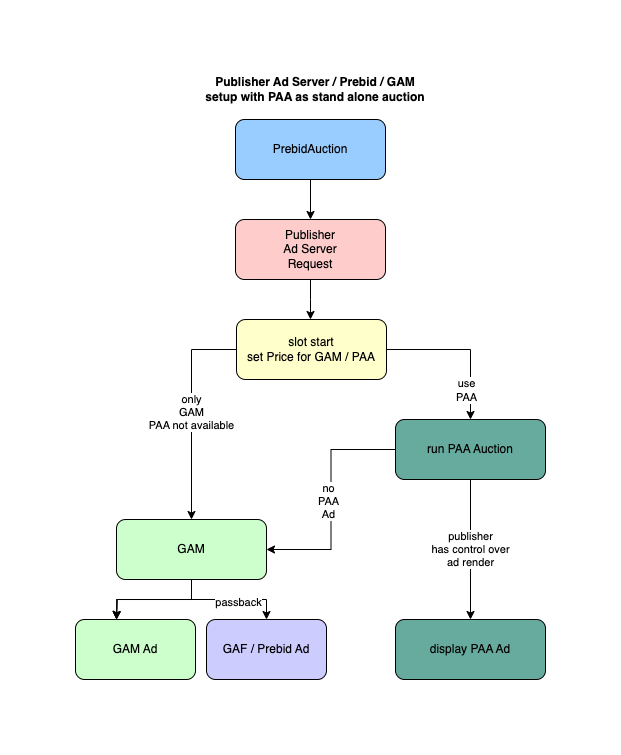 Publisher Ad Server / Prebid / GAM
setup with PAA as stand alone auction
PrebidAuction
Publisher
Ad Server
Request
slot start
set Price for GAM / PAA
use
PAA
only
GAM
PAA not available
run PAA Auction
no
PAA
Ad
publisher
has control over
ad render
GAM
passback
GAM Ad
GAF / Prebid Ad
display PAA Ad